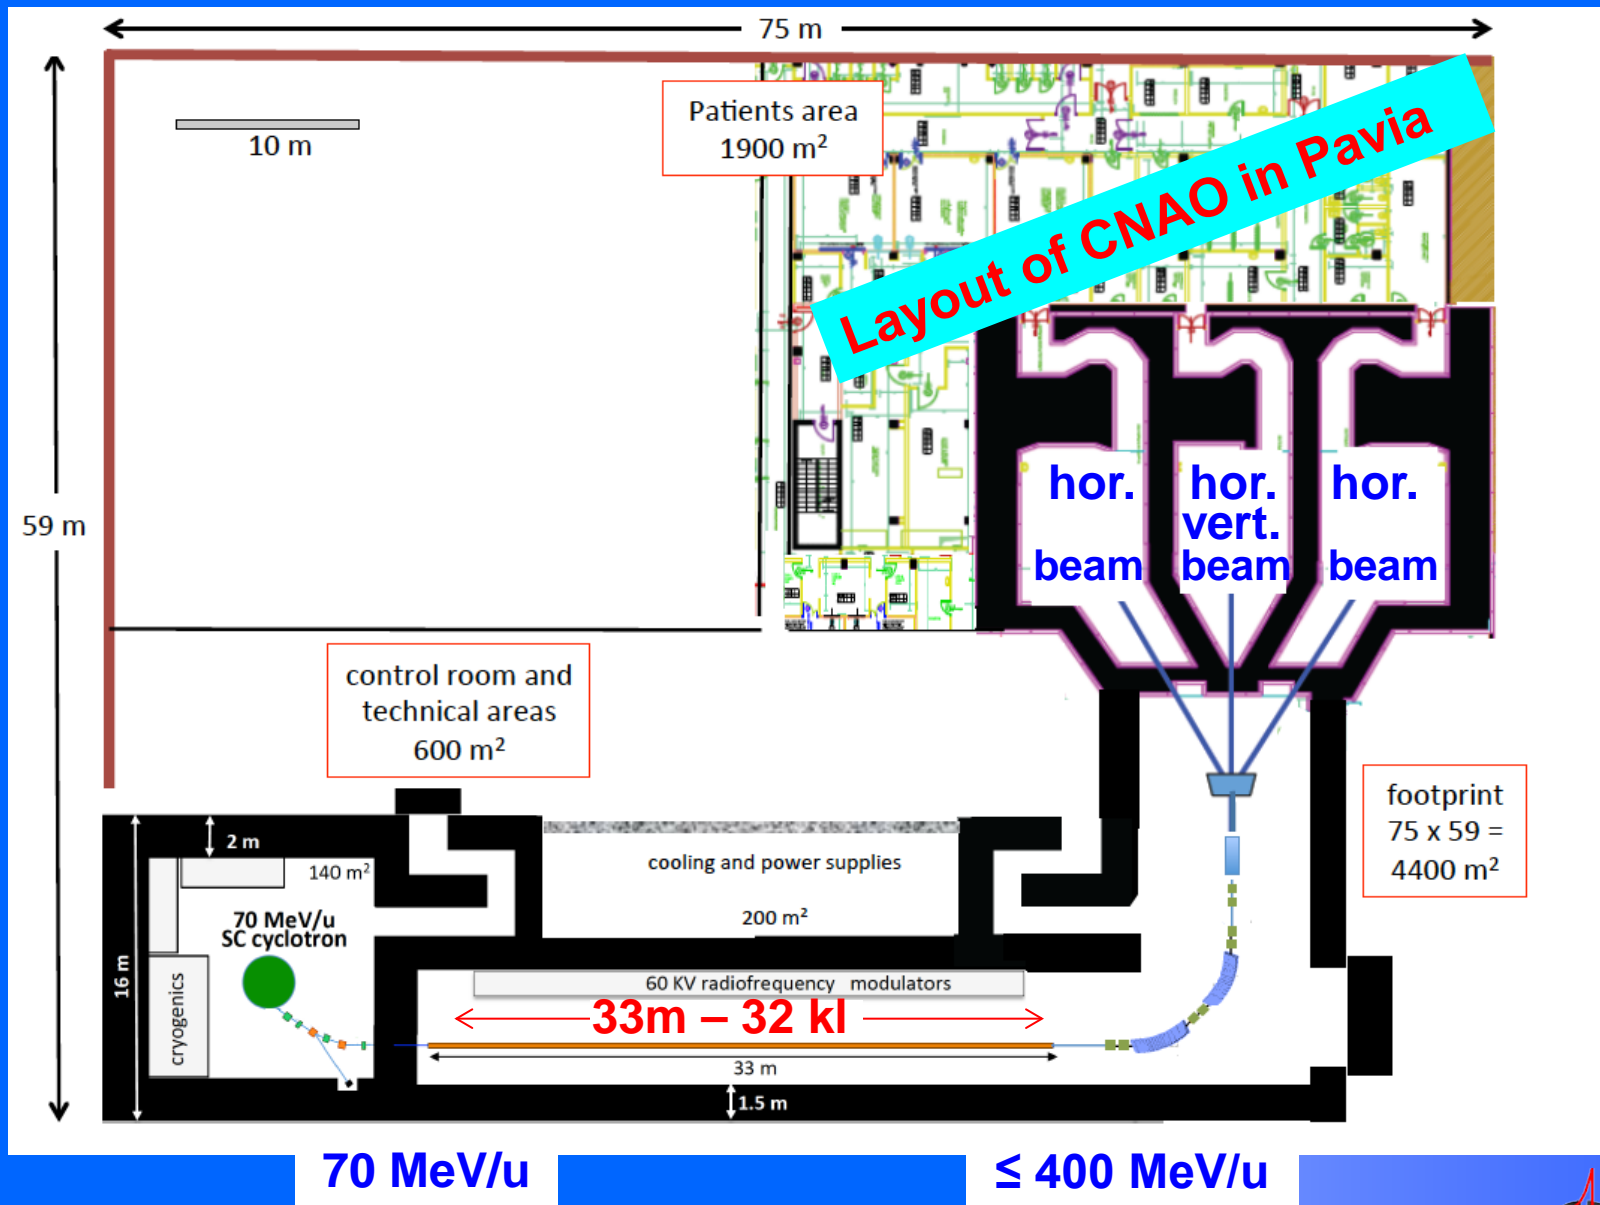 75 m
Patients area
1900 m²
10 m
Layout of CNAO in Pavia
59 m
hor.
hor.
hor.
vert.
beam
beam
beam
control room and
technical areas
600 m²
footprint
75 x 59 =
4400 m²
2 m
140 m²
cooling and power supplies
200 m²
70 MeV/u
SC cyclotron
16 m
cryogenics
60 KV radiofrequency modulators
33m – 32 kl
33 m
1.5 m
70 MeV/u
≤ 400 MeV/u